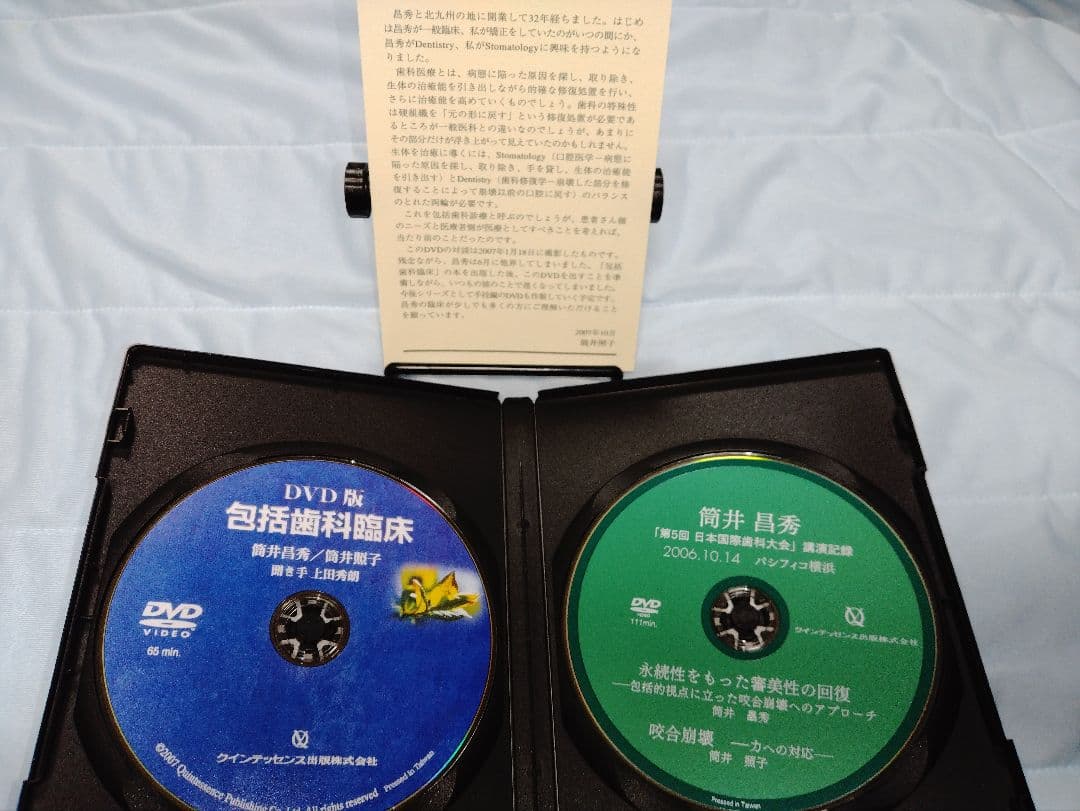 昌秀と北九州の地に開業して32年経ちました。はじめ
は昌秀が一般臨床、私が矯正をしていたのがいつの間にか、
昌秀がDentistry、私がStomatologyに興味を持つようにな
りました。
歯科医療とは、病態に陥った原因を探し、取り除き、
生体の治癒能を引き出しながら的確な修復処置を行い、
さらに治癒能を高めていくものでしょう。歯科の特殊性
は硬組織を「元の形に戻す」という修復処置が必要であ
るところが一般医科との違いなのでしょうが、あまりに
その部分だけが浮き上がって見えていたのかもしれません。
生体を治癒に導くには、Stomatology（口腔医学－病態に
陥った原因を探し、取り除き、手を貸し、生体の治癒能
を引き出す）とDentistry（歯科修復学－崩壊した部分を修
復することによって崩壊以前の口腔に戻す）のバランス
のとれた両輪が必要です。
これを包括歯科診療と呼ぶのでしょうが、患者さん側
のニーズと医療者側が医療としてすべきことを考えれば、
当たり前のことだったのです。
このDVDの対談は2007年1月18日に撮影したものです。
残念ながら、昌秀は6月に他界してしまいました。「包括
歯科臨床」の本を出版した後、このDVDを出すことを準
備しながら、いつもの如のことで遅くなってしまいました。
今後シリーズとして手技編のDVDも作製していく予定です。
昌秀の臨床が少しでも多くの方にご理解いただけること
を願っています。
2007年10月
筒井照子
DVD版
包括歯科臨床
筒井昌秀／筒井照子
聞き手 上田秀朗
DVD
VIDEO
65 min.
クインテッセンス出版株式会社
©2007 Quintessence Publishing Co., Ltd. All rights reserved Pressed in Taiwan
筒井 昌秀
「第5回 日本国際歯科大会」講演記録
2006.10.14 パシフィコ横浜
DVD
VIDEO
111min.
クインテッセンス出版株式会社
永続性をもった審美性の回復
―包括的視点に立った咬合崩壊へのアプローチ
筒井 昌秀
咬合崩壊 ―力への対応―
筒井 照子
Pressed in Taiwan